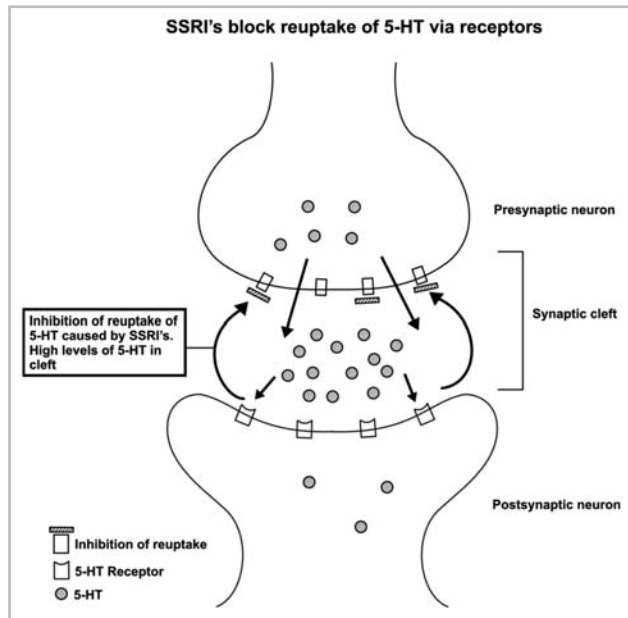 SSRI's block reuptake of 5-HT via receptors
Presynaptic neuron
Synaptic cleft
Inhibition of reuptake of
5-HT caused by SSRI's.
High levels of 5-HT in
cleft
Postsynaptic neuron
Inhibition of reuptake
5-HT Receptor
5-HT